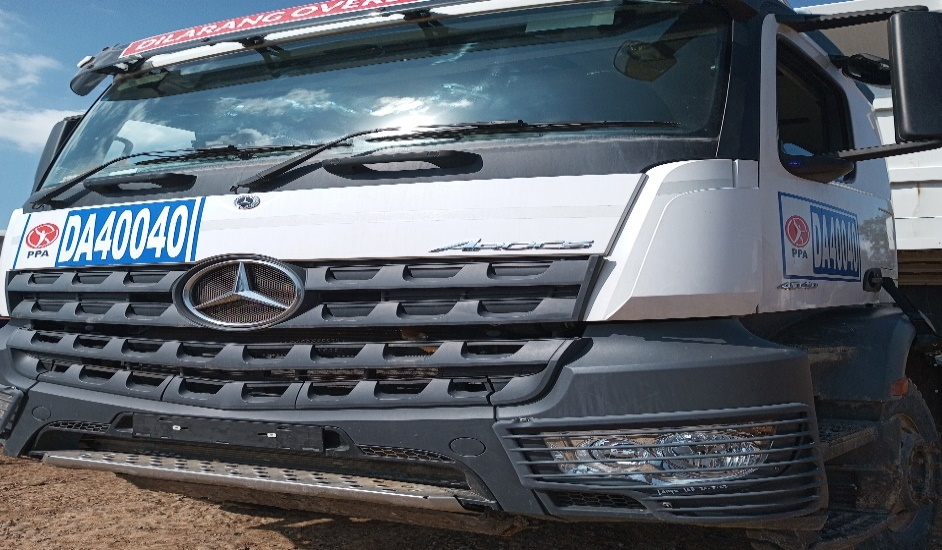 DILARANG OVER
PPA
DA40040
Arocs
PPA
DA40040